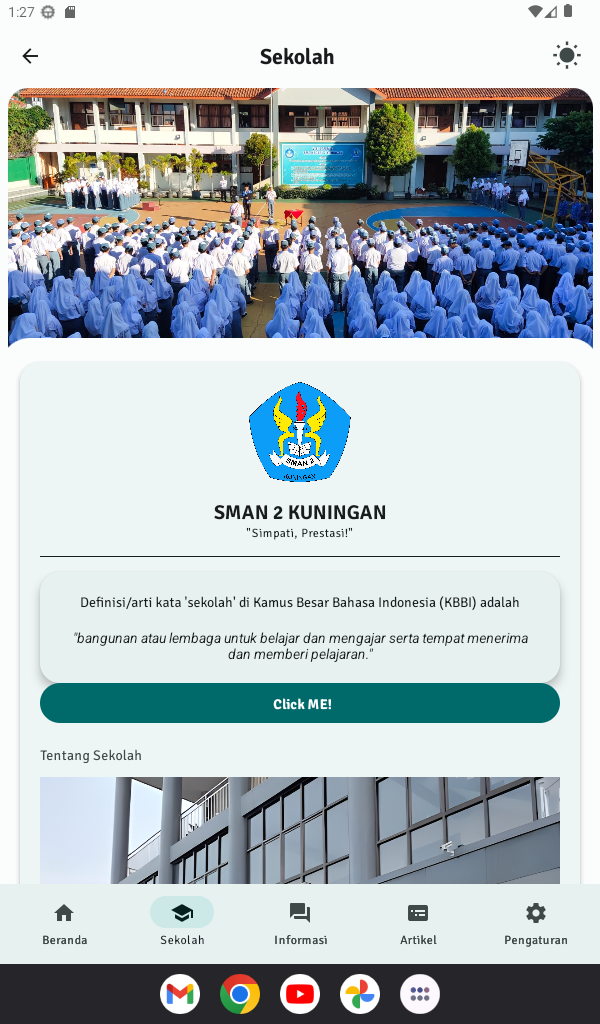 1:27
Sekolah
SMAN 2
KUNINGAN
SMAN 2 KUNINGAN
"Simpati, Prestasi!"
Definisi/arti kata 'sekolah' di Kamus Besar Bahasa Indonesia (KBBI) adalah
"bangunan atau lembaga untuk belajar dan mengajar serta tempat menerima
dan memberi pelajaran."
Click ME!
Tentang Sekolah
Beranda
Sekolah
Informasi
Artikel
Pengaturan